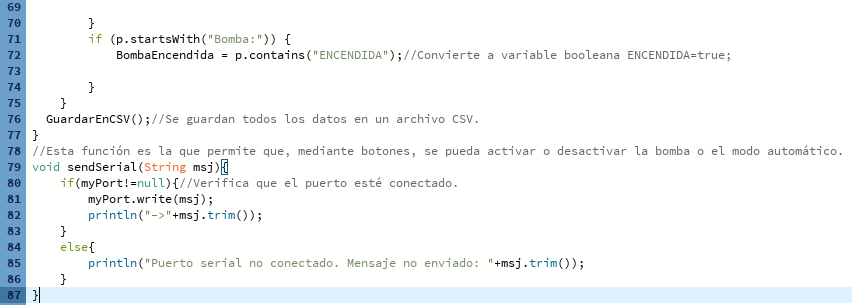 69
70         }
71         if (p.startsWith("Bomba:")) {
72             BombaEncendida = p.contains("ENCENDIDA");//Convierte a variable booleana ENCENDIDA=true;
73
74         }
75     }
76   GuardarEnCSV();//Se guardan todos los datos en un archivo CSV.
77 }
78 //Esta función es la que permite que, mediante botones, se pueda activar o desactivar la bomba o el modo automático.
79 void sendSerial(String msj){
80     if(myPort!=null){//Verifica que el puerto esté conectado.
81         myPort.write(msj);
82         println("->"+msj.trim());
83     }
84     else{
85         println("Puerto serial no conectado. Mensaje no enviado: "+msj.trim());
86     }
87 }